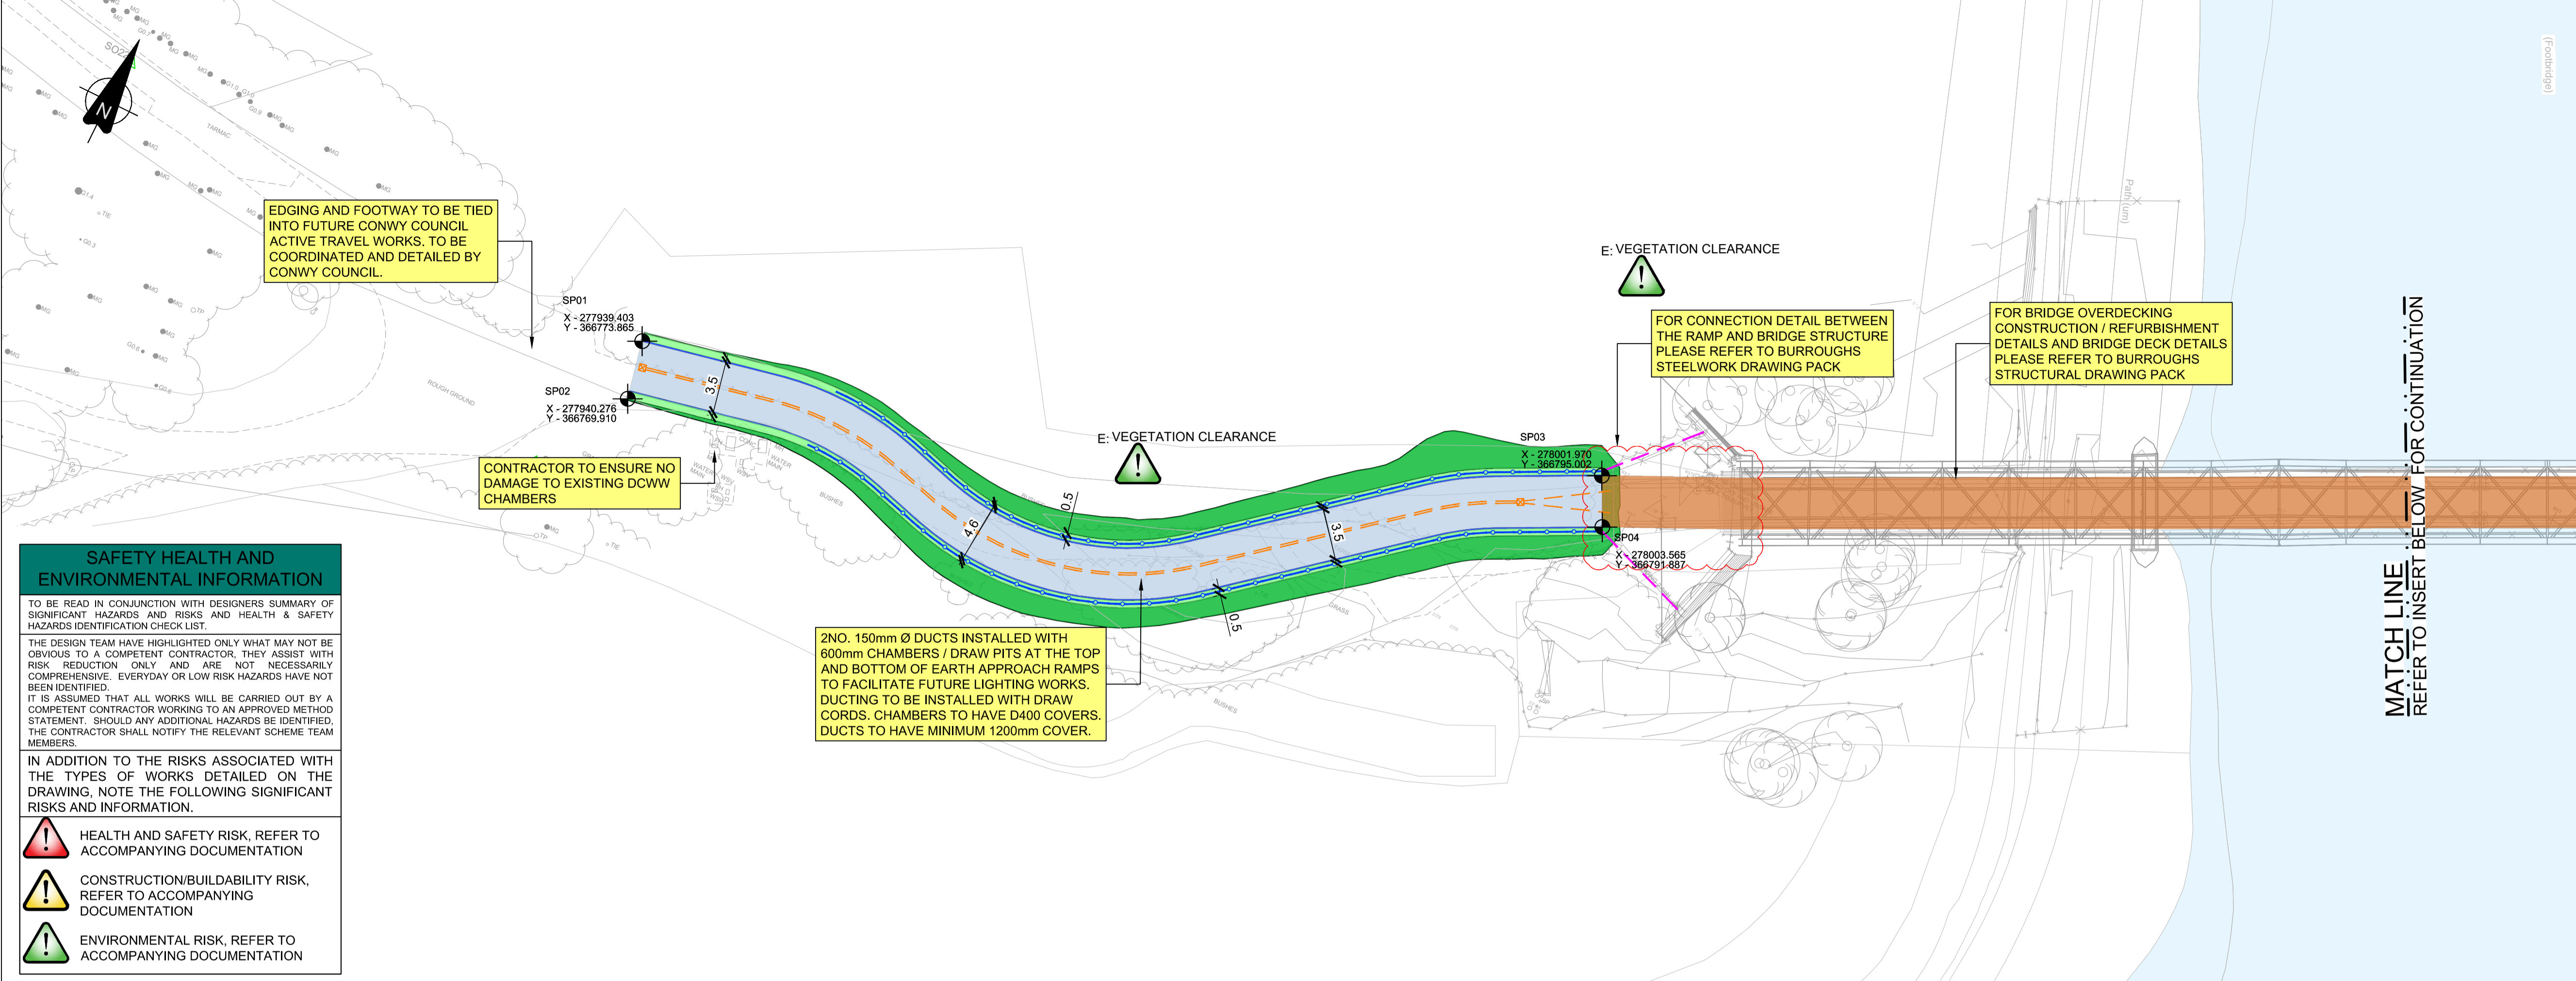 EDGING AND FOOTWAY TO BE TIED
INTO FUTURE CONWY COUNCIL
ACTIVE TRAVEL WORKS. TO BE
COORDINATED AND DETAILED BY
CONWY COUNCIL.
N
TARMAC
ROUGH GROUND
SP01
X - 277939.403
Y - 366773.865
SP02
X - 277940.276
Y - 366769.910
3.5
CONTRACTOR TO ENSURE NO
DAMAGE TO EXISTING DCWW
CHAMBERS
WATER
MAIN
WATER
MAIN
BUSHES
4.6
0.5
E: VEGETATION CLEARANCE
3.5
0.5
GRASS
BUSHES
2NO. 150mm Ø DUCTS INSTALLED WITH
600mm CHAMBERS / DRAW PITS AT THE TOP
AND BOTTOM OF EARTH APPROACH RAMPS
TO FACILITATE FUTURE LIGHTING WORKS.
DUCTING TO BE INSTALLED WITH DRAW
CORDS. CHAMBERS TO HAVE D400 COVERS.
DUCTS TO HAVE MINIMUM 1200mm COVER.
E: VEGETATION CLEARANCE
FOR CONNECTION DETAIL BETWEEN
THE RAMP AND BRIDGE STRUCTURE
PLEASE REFER TO BURROUGHS
STEELWORK DRAWING PACK
SP03
X - 278001.970
Y - 366795.002
SP04
X - 278003.565
Y - 366791.887
FOR BRIDGE OVERDECKING
CONSTRUCTION / REFURBISHMENT
DETAILS AND BRIDGE DECK DETAILS
PLEASE REFER TO BURROUGHS
STRUCTURAL DRAWING PACK
Path (um)
(Footbridge)
MATCH LINE
REFER TO INSERT BELOW FOR CONTINUATION
SAFETY HEALTH AND
ENVIRONMENTAL INFORMATION
TO BE READ IN CONJUNCTION WITH DESIGNERS SUMMARY OF
SIGNIFICANT HAZARDS AND RISKS AND HEALTH & SAFETY
HAZARDS IDENTIFICATION CHECK LIST.
THE DESIGN TEAM HAVE HIGHLIGHTED ONLY WHAT MAY NOT BE
OBVIOUS TO A COMPETENT CONTRACTOR, THEY ASSIST WITH
RISK REDUCTION ONLY AND ARE NOT NECESSARILY
COMPREHENSIVE. EVERYDAY OR LOW RISK HAZARDS HAVE NOT
BEEN IDENTIFIED.
IT IS ASSUMED THAT ALL WORKS WILL BE CARRIED OUT BY A
COMPETENT CONTRACTOR WORKING TO AN APPROVED METHOD
STATEMENT. SHOULD ANY ADDITIONAL HAZARDS BE IDENTIFIED,
THE CONTRACTOR SHALL NOTIFY THE RELEVANT SCHEME TEAM
MEMBERS.
IN ADDITION TO THE RISKS ASSOCIATED WITH
THE TYPES OF WORKS DETAILED ON THE
DRAWING, NOTE THE FOLLOWING SIGNIFICANT
RISKS AND INFORMATION.
HEALTH AND SAFETY RISK, REFER TO
ACCOMPANYING DOCUMENTATION
CONSTRUCTION/BUILDABILITY RISK,
REFER TO ACCOMPANYING
DOCUMENTATION
ENVIRONMENTAL RISK, REFER TO
ACCOMPANYING DOCUMENTATION